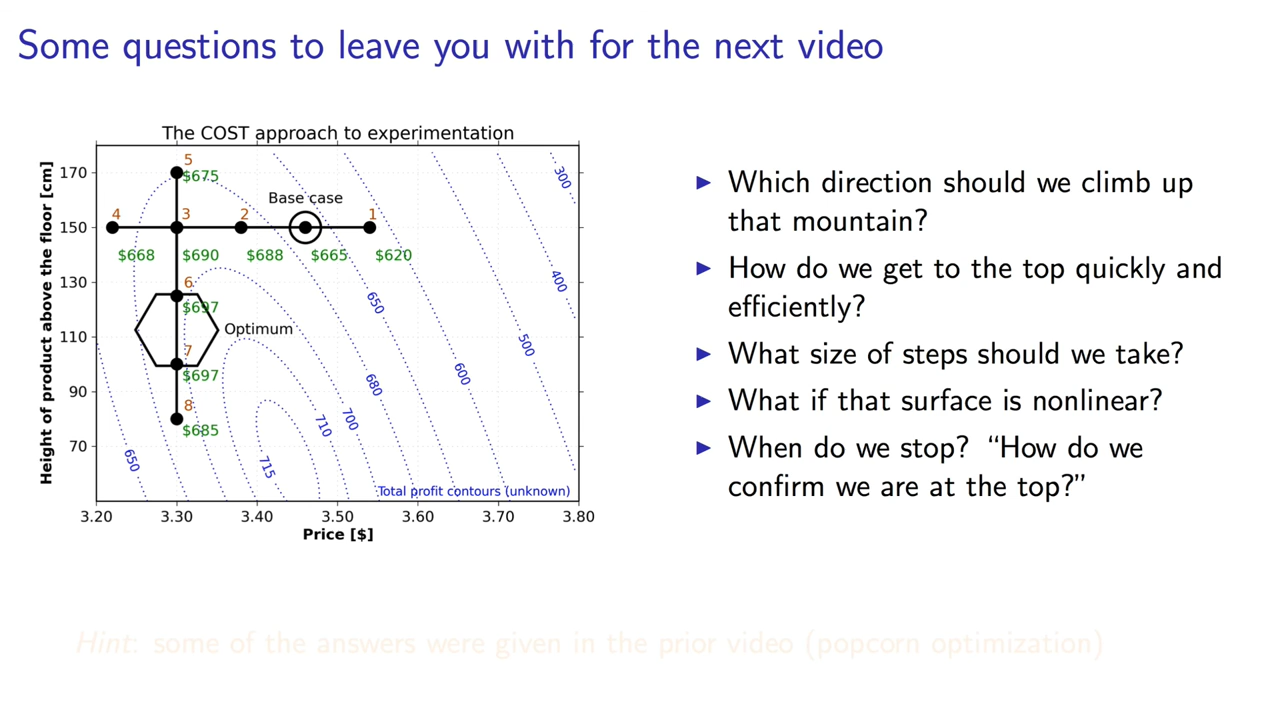 Some questions to leave you with for the next video
The COST approach to experimentation
Height of product above the floor [cm]
170
150
130
110
90
70
5
$675
Base case
4
3
2
1
$668
$690
$688
$665
$620
6
$697
Optimum
7
$697
8
$685
300
400
500
600
650
680
700
710
715
650
Total profit contours (unknown)
3.20
3.30
3.40
3.50
3.60
3.70
3.80
Price [$]
▶ Which direction should we climb up
that mountain?
▶ How do we get to the top quickly and
efficiently?
▶ What size of steps should we take?
▶ What if that surface is nonlinear?
▶ When do we stop? “How do we
confirm we are at the top?”
Hint: some of the answers were given in the prior video (popcorn optimization)